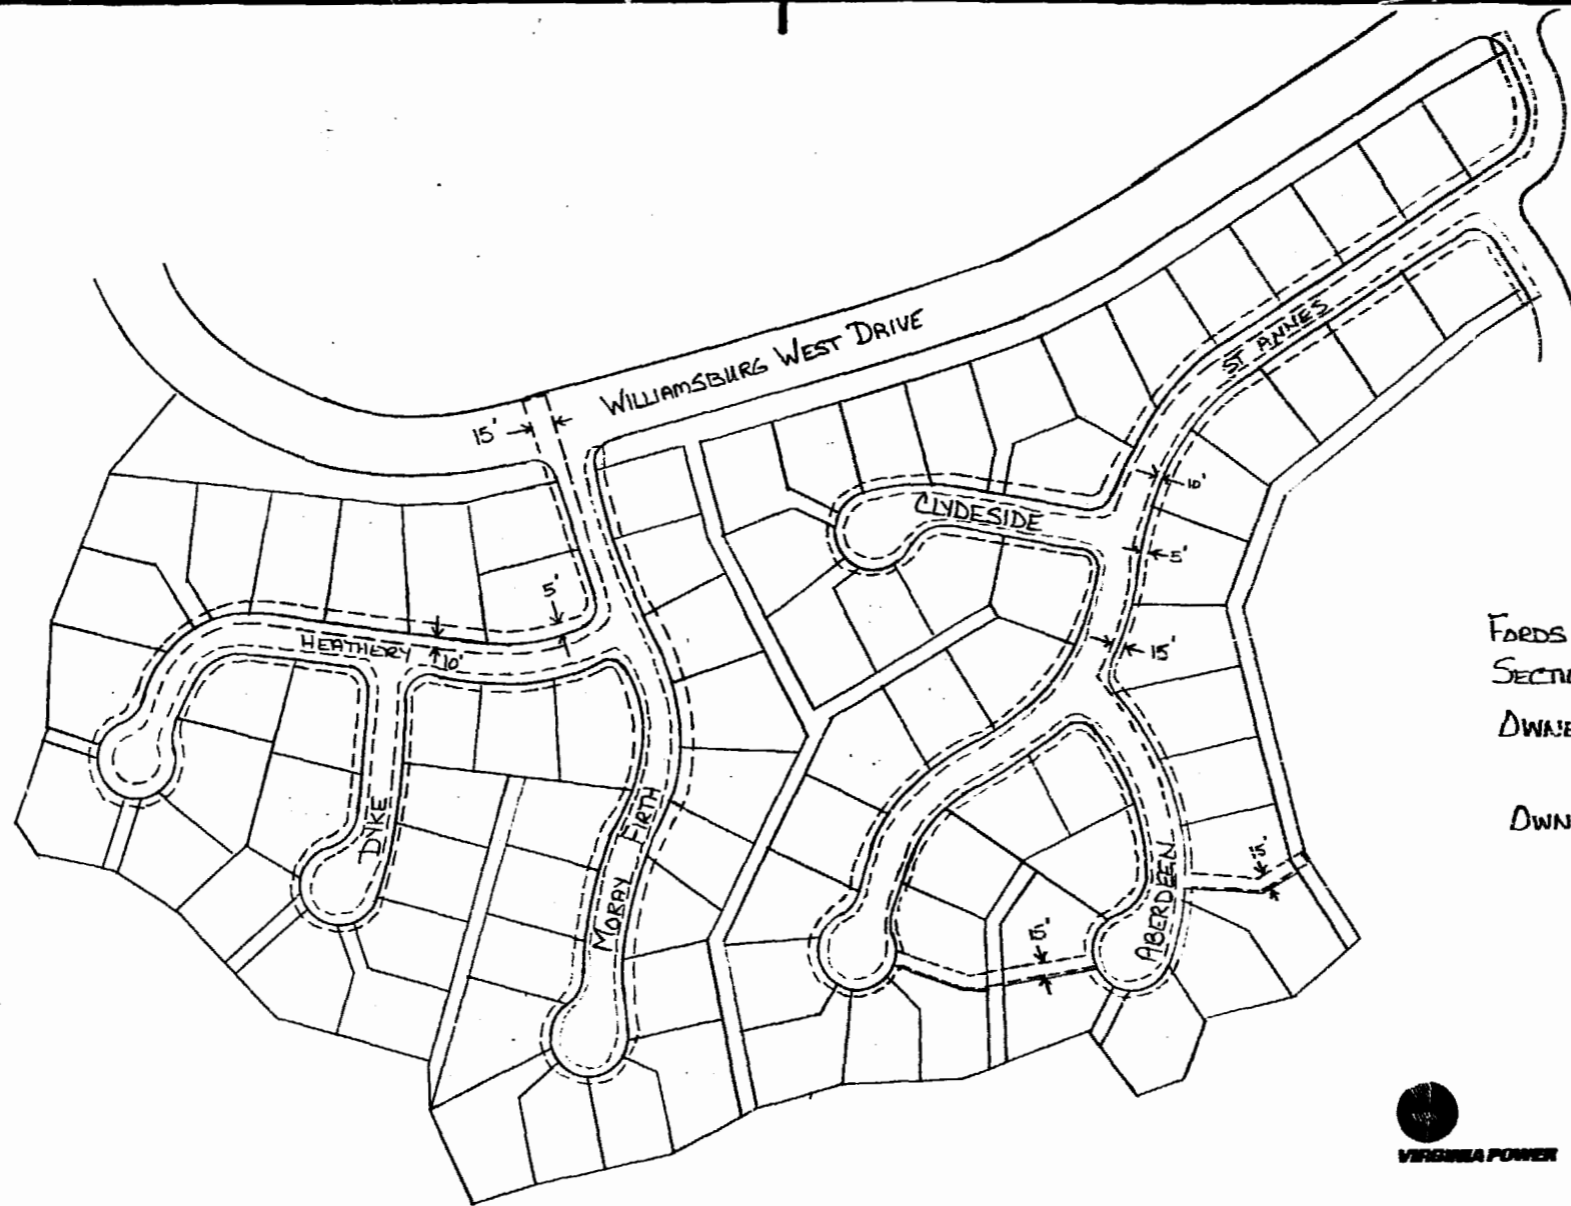 WILLIAMSBURG WEST DRIVE
ST ANNES
15'
CLYDESIDE
10'
5'
5'
HEATHERY
10'
15'
FORDS
SECTIO
OWNE
OWN
DYKE
MORAY FIRTH
ABERDEEN
15'
15'
VIRGINIA POWER